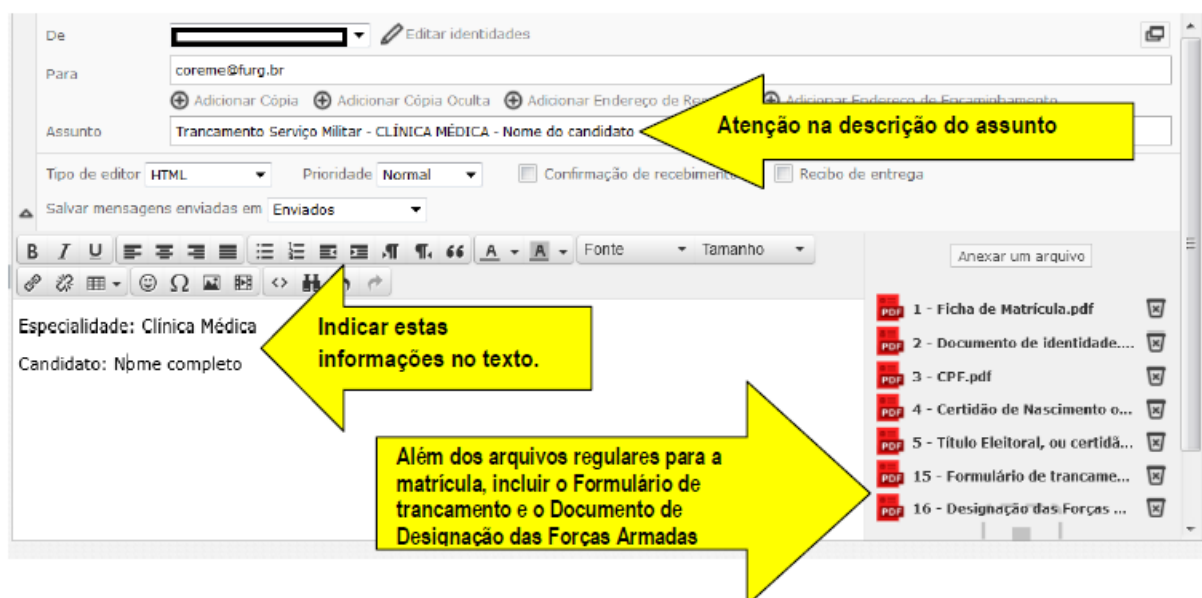 De
Editar identidades
Para
coreme@furg.br
Adicionar Cópia Adicionar Cópia Oculta Adicionar Endereço de Adicionar Endereço de Encaminhamento
Assunto
Trancamento Serviço Militar - CLÍNICA MÉDICA - Nome do candidato
Atenção na descrição do assunto
Tipo de editor HTML Prioridade Normal Confirmação de recebimento Recibo de entrega
Salvar mensagens enviadas em Enviados
B I U A A Fonte Tamanho
Anexar um arquivo
Especialidade: Clínica Médica
Candidato: Nome completo
Indicar estas
informações no texto.
1 - Ficha de Matrícula.pdf
2 - Documento de identidade....
3 - CPF.pdf
4 - Certidão de Nascimento o...
5 - Título Eleitoral, ou certidã...
15 - Formulário de trancame...
16 - Designação das Forças ...
Além dos arquivos regulares para a
matrícula, incluir o Formulário de
trancamento e o Documento de
Designação das Forças Armadas